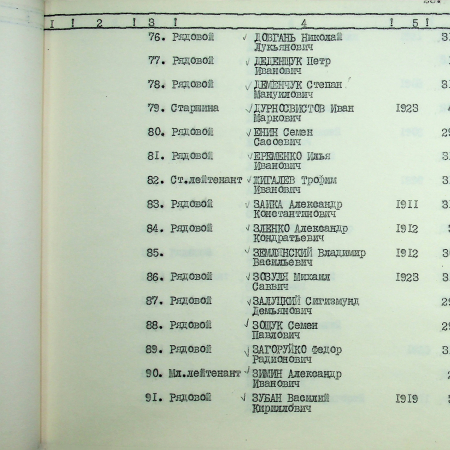 1 ! 2 ! 3 ! 4 ! 5 !
76. Рядовой ДОВГАНЬ Николай
Лукьянович
77. Рядовой ДЕДЕНЩУК Петр
Иванович
78. Рядовой ДЕМЕНЧУК Степан
Мануилович
79. Старшина ДУРНОСВИСТОВ Иван 1923
Маркович
80. Рядовой ЕНИН Семен
Сасоевич
81. Рядовой ЕРЕМЕНКО Илья
Иванович
82. Ст.лейтенант ЖИГАЛЕВ Трофим
Иванович
83. Рядовой ЗАИКА Александр 1911
Константинович
84. Рядовой ЗЛЕНКО Александр 1912
Кондратьевич
85. ЗЕМЛЯНСКИЙ Владимир 1912
Васильевич
86. Рядовой ЗОЗУЛЯ Михаил 1923
Саввич
87. Рядовой ЗАЛУЦКИЙ Сигизмунд
Демьянович
88. Рядовой ЗОЩУК Семен
Павлович
89. Рядовой ЗАГОРУЙКО Федор
Радионович
90. Мл.лейтенант ЗИМИН Александр
Иванович
91. Рядовой ЗУБАН Василий 1919
Кириллович